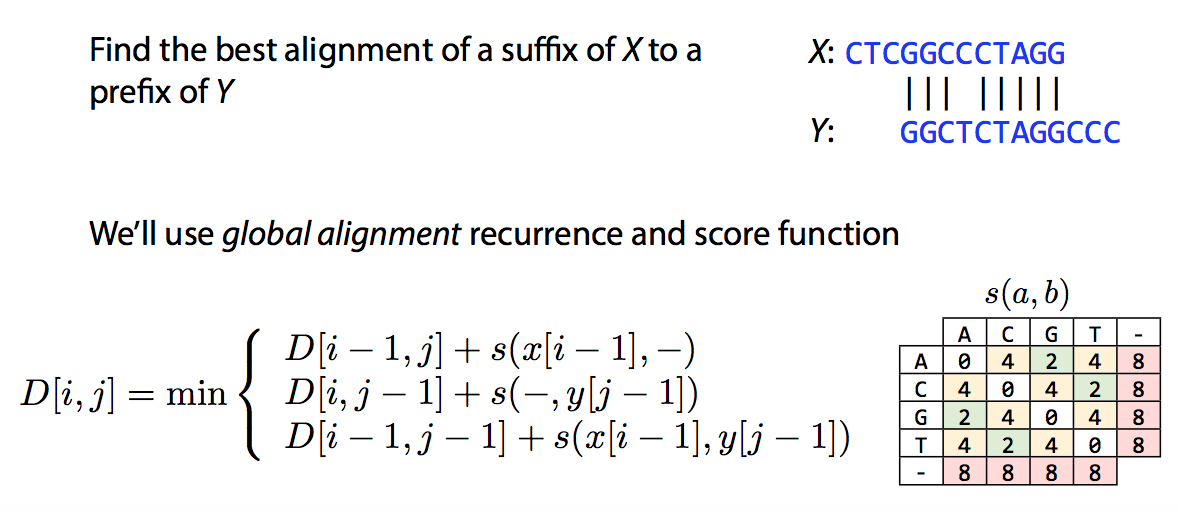 Find the best alignment of a suffix of X to a
prefix of Y
X: CTCGGCCCTAGG
||| |||||
Y: GGCTCTAGGCCC
We'll use global alignment recurrence and score function
D[i, j] = min {
D[i − 1, j] + s(x[i − 1], −)
D[i, j − 1] + s(−, y[j − 1])
D[i − 1, j − 1] + s(x[i − 1], y[j − 1])
s(a, b)
A C G T -
A 0 4 2 4 8
C 4 0 4 2 8
G 2 4 0 4 8
T 4 2 4 0 8
- 8 8 8 8